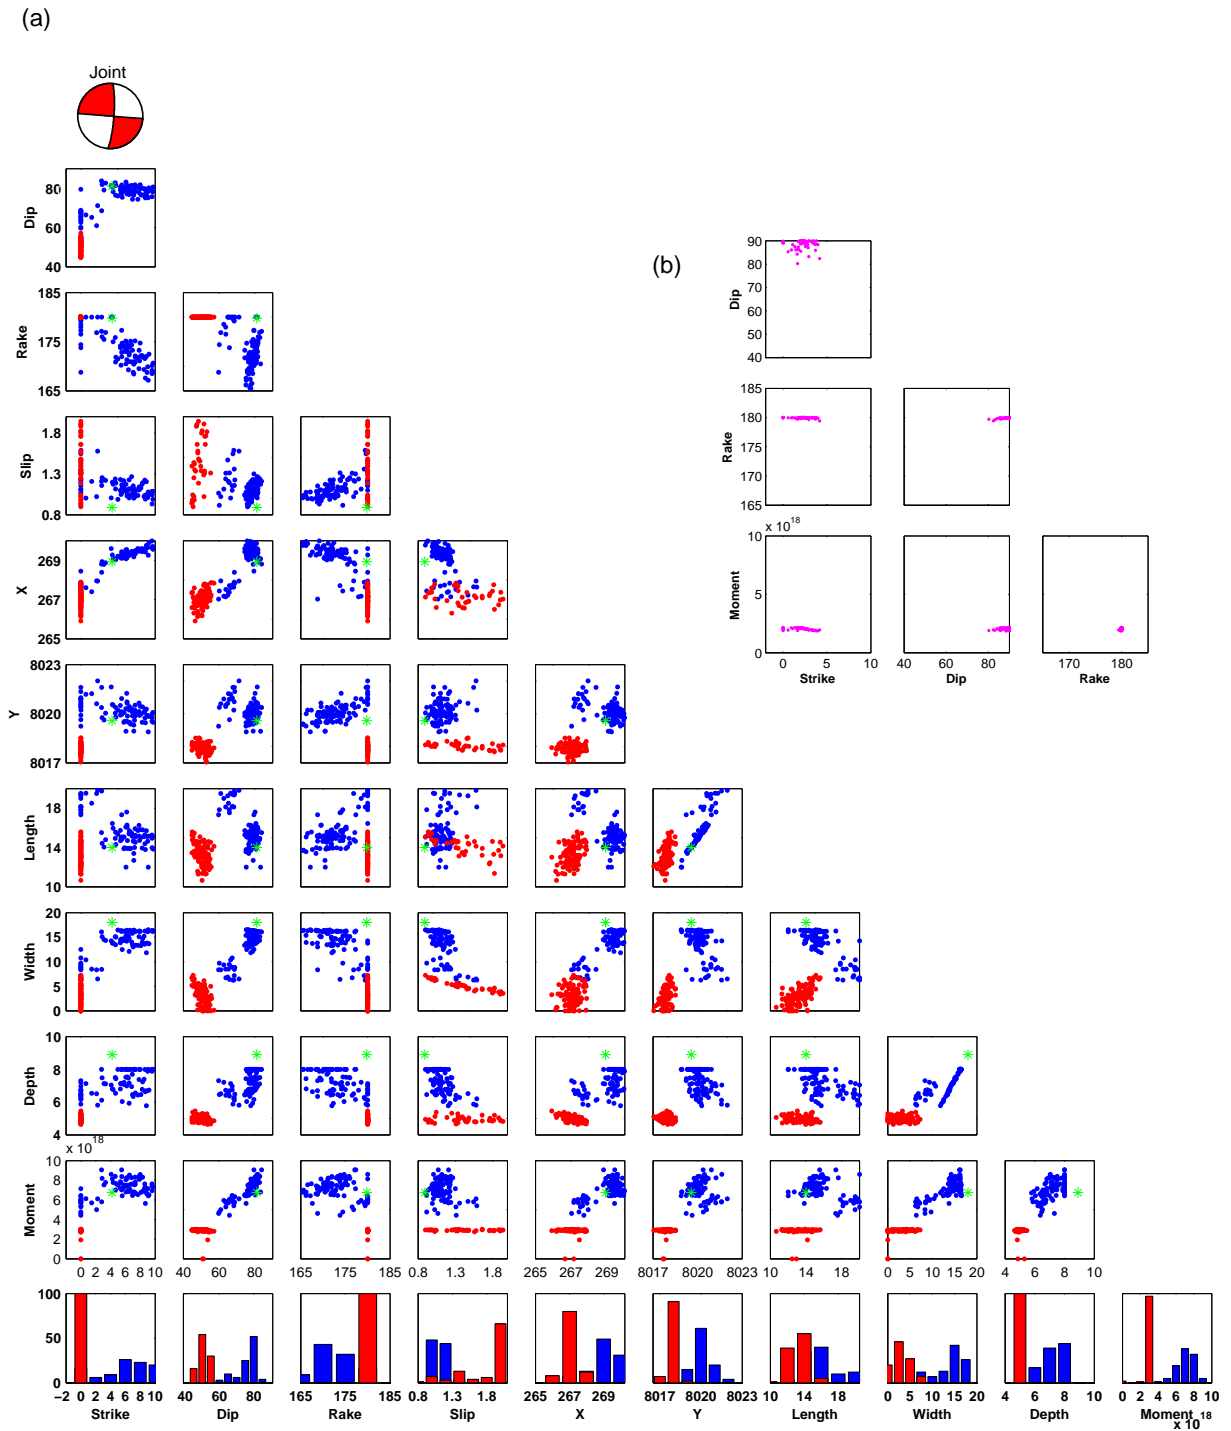 (a)
Joint
80
60
40
Dip
(b)
90
80
70
60
50
40
Dip
185
175
165
Rake
185
180
175
170
165
Rake
1.8
1.3
0.8
Slip
x 10^18
10
5
0
Moment
0 5 10
Strike
40 60 80
Dip
170 180
Rake
269
267
265
X
8023
8020
8017
Y
18
14
10
Length
20
15
10
5
0
Width
10
8
6
4
Depth
x 10^18
10
8
6
4
2
0
Moment
0 2 4 6 8 10
40 60 80
165 175 185
0.8 1.3 1.8
265 267 269
8017 8020 8023
10 14 18
0 5 10 15 20
4 6 8 10
100
50
0
−2 0 2 4 6 8 10
40 60 80
165 175 185
0.8 1.3 1.8
265 267 269
8017 8020 8023
10 14 18
0 5 10 15 20
4 6 8 10
0 2 4 6 8 10
Strike Dip Rake Slip X Y Length Width Depth Moment
x 10^18